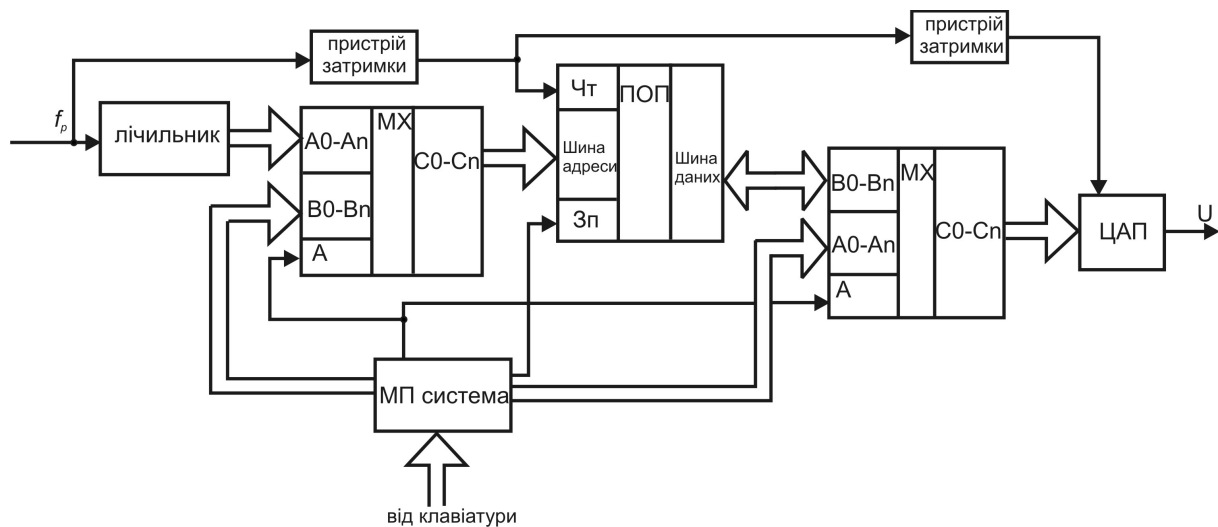 пристрій
затримки
пристрій
затримки
fp
лічильник
A0-An
MX
C0-Cn
B0-Bn
A
Чт
ПОП
Шина
адреси
Шина
даних
Зп
B0-Bn
MX
A0-An
C0-Cn
A
ЦАП
U
МП система
від клавіатури